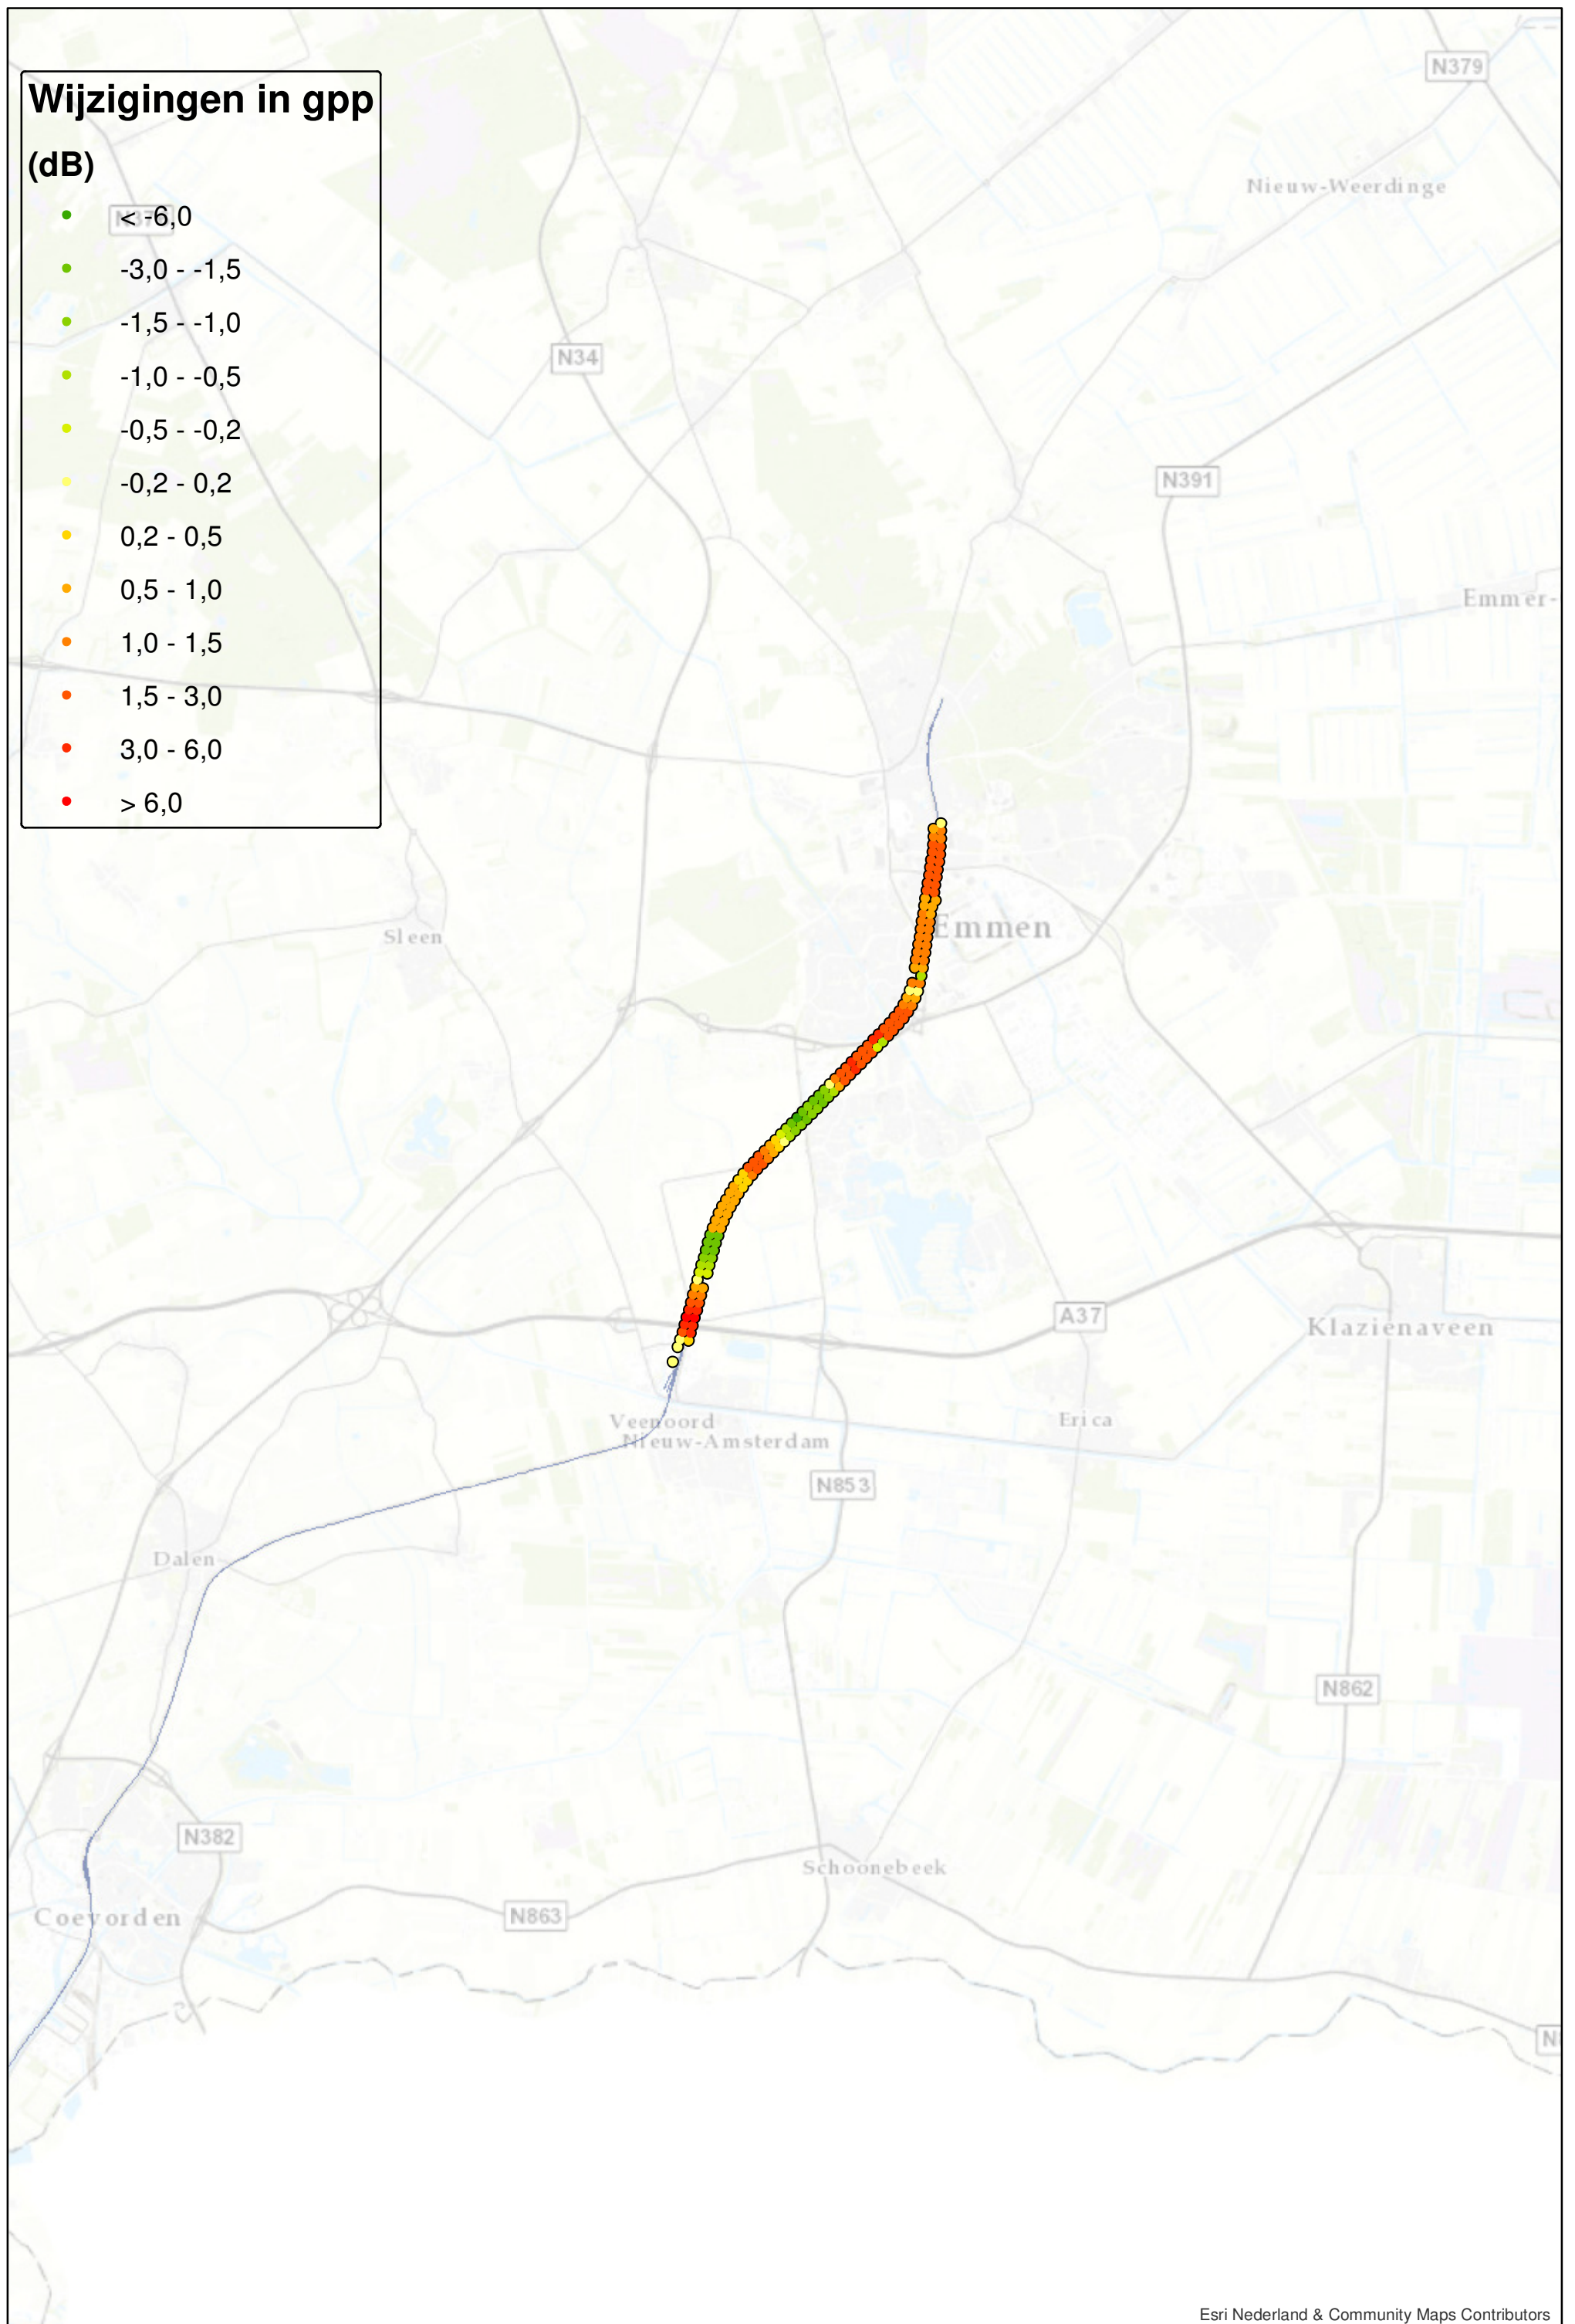 N379
Wijzigingen in gpp
(dB)
Nieuw-Weerdinge
< -6,0
-3,0 - -1,5
-1,5 - -1,0
N34
-1,0 - -0,5
-0,5 - -0,2
-0,2 - 0,2
N391
0,2 - 0,5
0,5 - 1,0
Emmer-
1,0 - 1,5
1,5 - 3,0
3,0 - 6,0
> 6,0
Emmen
Sleen
A37
Klazienaveen
Veenoord
Erica
Nieuw-Amsterdam
N853
Dalen
N862
N382
Schoonebeek
Coevorden
N863
Esri Nederland & Community Maps Contributors